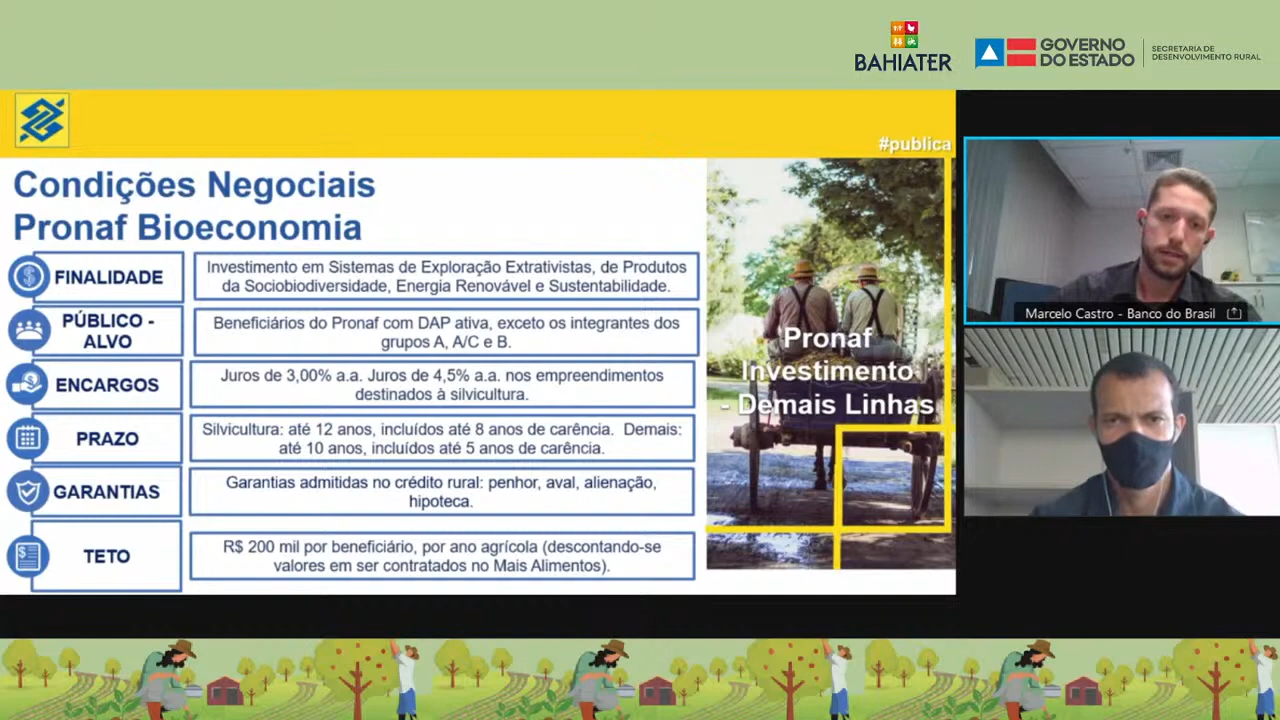 BAHIATER
GOVERNO
DO ESTADO
SECRETARIA DE
DESENVOLVIMENTO RURAL
#publica
Condições Negociais
Pronaf Bioeconomia
FINALIDADE
Investimento em Sistemas de Exploração Extrativistas, de Produtos
da Sociobiodiversidade, Energia Renovável e Sustentabilidade.
PÚBLICO -
ALVO
Beneficiários do Pronaf com DAP ativa, exceto os integrantes dos
grupos A, A/C e B.
ENCARGOS
Juros de 3,00% a.a. Juros de 4,5% a.a. nos empreendimentos
destinados à silvicultura.
PRAZO
Silvicultura: até 12 anos, incluídos até 8 anos de carência. Demais:
até 10 anos, incluídos até 5 anos de carência.
GARANTIAS
Garantias admitidas no crédito rural: penhor, aval, alienação,
hipoteca.
TETO
R$ 200 mil por beneficiário, por ano agrícola (descontando-se
valores em ser contratados no Mais Alimentos).
Pronaf
Investimento
- Demais Linhas
Marcelo Castro - Banco do Brasil